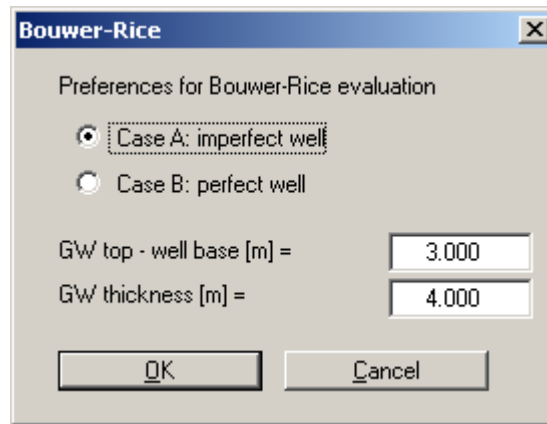 Bouwer-Rice
Preferences for Bouwer-Rice evaluation
Case A: imperfect well
Case B: perfect well
GW top - well base [m] = 3.000
GW thickness [m] = 4.000
OK Cancel